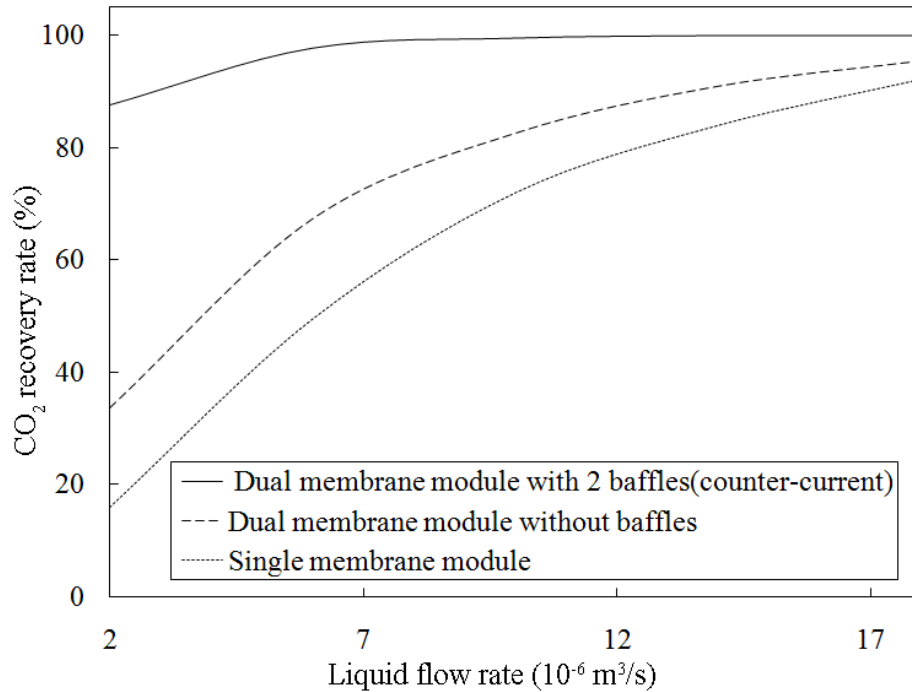 100
80
60
40
20
0
CO₂ recovery rate (%)
Dual membrane module with 2 baffles(counter-current)
Dual membrane module without baffles
Single membrane module
2 7 12 17
Liquid flow rate (10⁻⁶ m³/s)